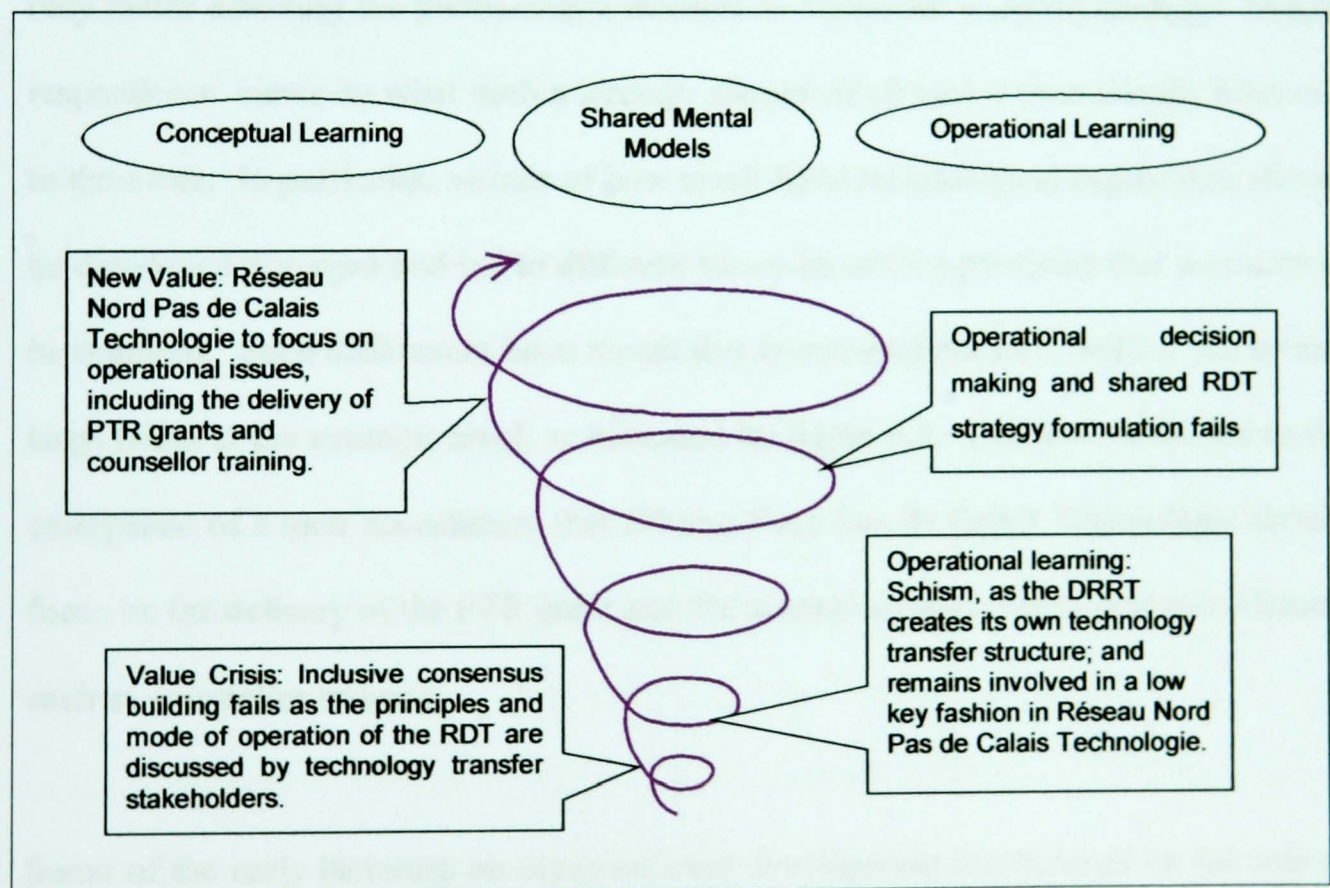 Conceptual Learning
Shared Mental
Models
Operational Learning
New Value: Réseau
Nord Pas de Calais
Technologie to focus on
operational issues,
including the delivery of
PTR grants and
counsellor training.
Operational decision
making and shared RDT
strategy formulation fails
Value Crisis: Inclusive consensus
building fails as the principles and
mode of operation of the RDT are
discussed by technology transfer
stakeholders.
Operational learning:
Schism, as the DRRT
creates its own technology
transfer structure; and
remains involved in a low
key fashion in Réseau Nord
Pas de Calais Technologie.